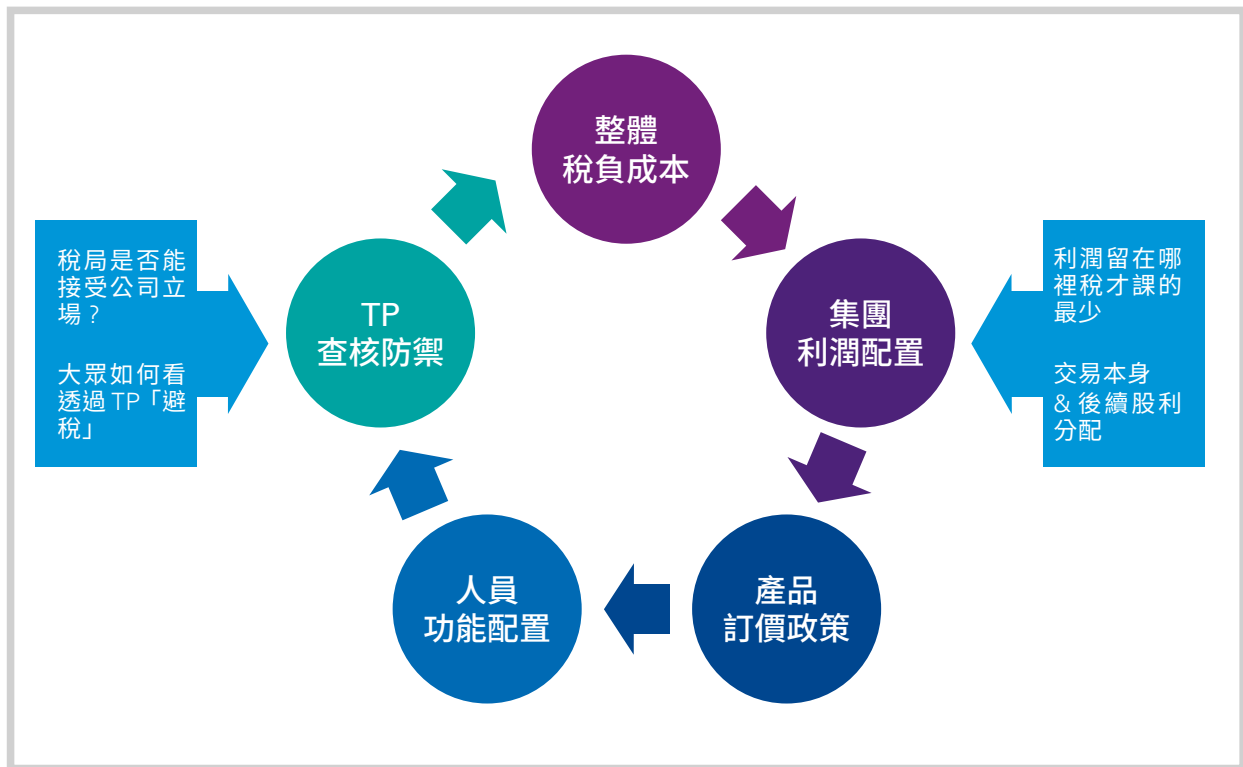 整體
稅負成本
集團
利潤配置
產品
訂價政策
人員
功能配置
TP
查核防禦
稅局是否能
接受公司立
場？
大眾如何看
透過 TP「避
稅」
利潤留在哪
裡稅才課的
最少
交易本身
& 後續股利
分配